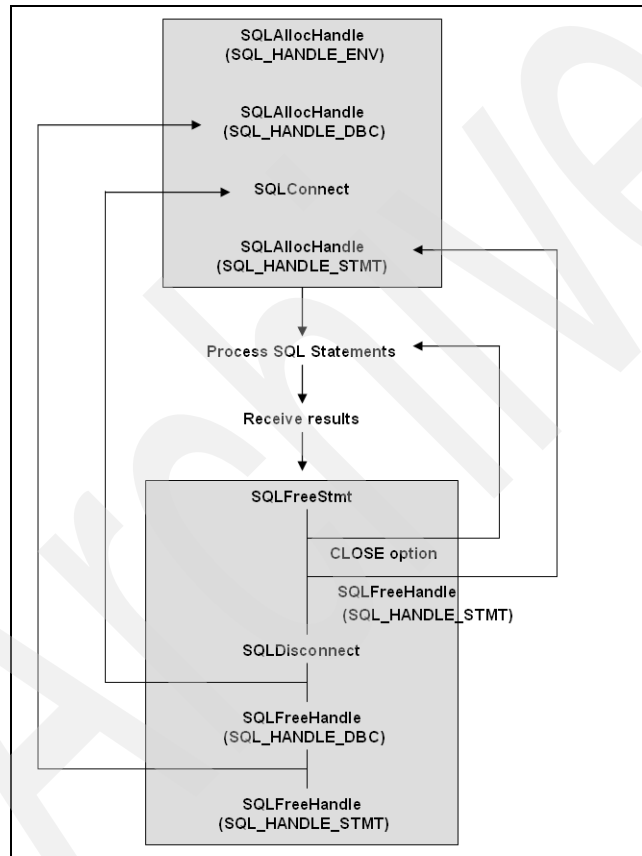 SQLAllocHandle
(SQL_HANDLE_ENV)
SQLAllocHandle
(SQL_HANDLE_DBC)
SQLConnect
SQLAllocHandle
(SQL_HANDLE_STMT)
Process SQL Statements
Receive results
SQLFreeStmt
CLOSE option
SQLFreeHandle
(SQL_HANDLE_STMT)
SQLDisconnect
SQLFreeHandle
(SQL_HANDLE_DBC)
SQLFreeHandle
(SQL_HANDLE_STMT)
Archive